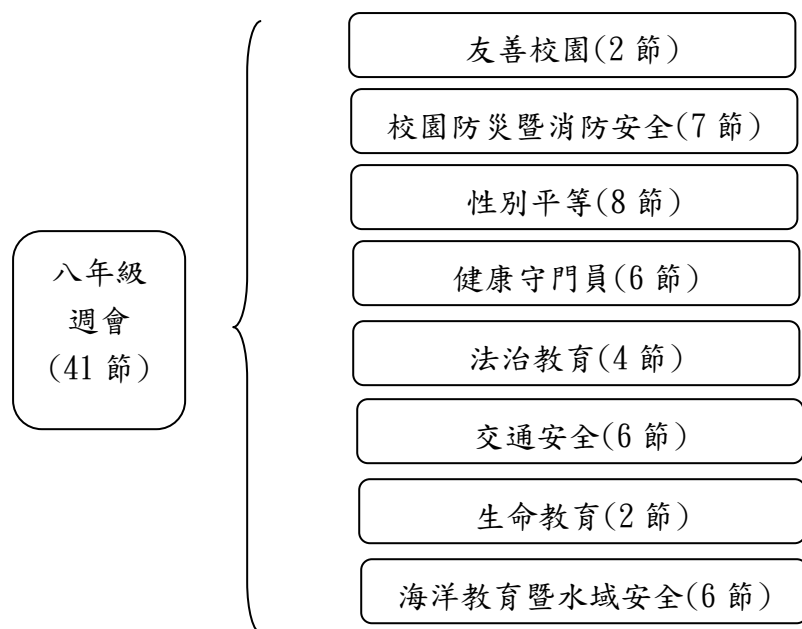 八年級
週會
(41 節)
友善校園(2 節)
校園防災暨消防安全(7 節)
性別平等(8 節)
健康守門員(6 節)
法治教育(4 節)
交通安全(6 節)
生命教育(2 節)
海洋教育暨水域安全(6 節)